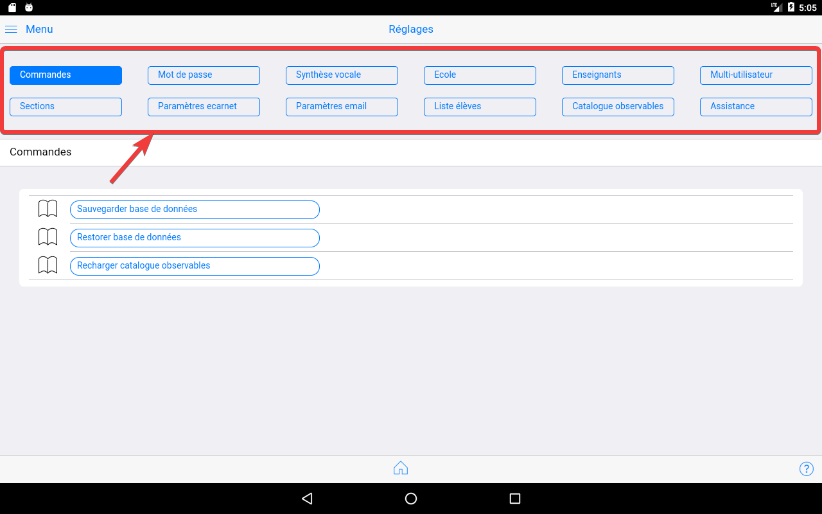 5:05
Menu
Réglages
Commandes
Mot de passe
Synthèse vocale
Ecole
Enseignants
Multi-utilisateur
Sections
Paramètres ecarnet
Paramètres email
Liste élèves
Catalogue observables
Assistance
Commandes
Sauvegarder base de données
Restorer base de données
Recharger catalogue observables
?